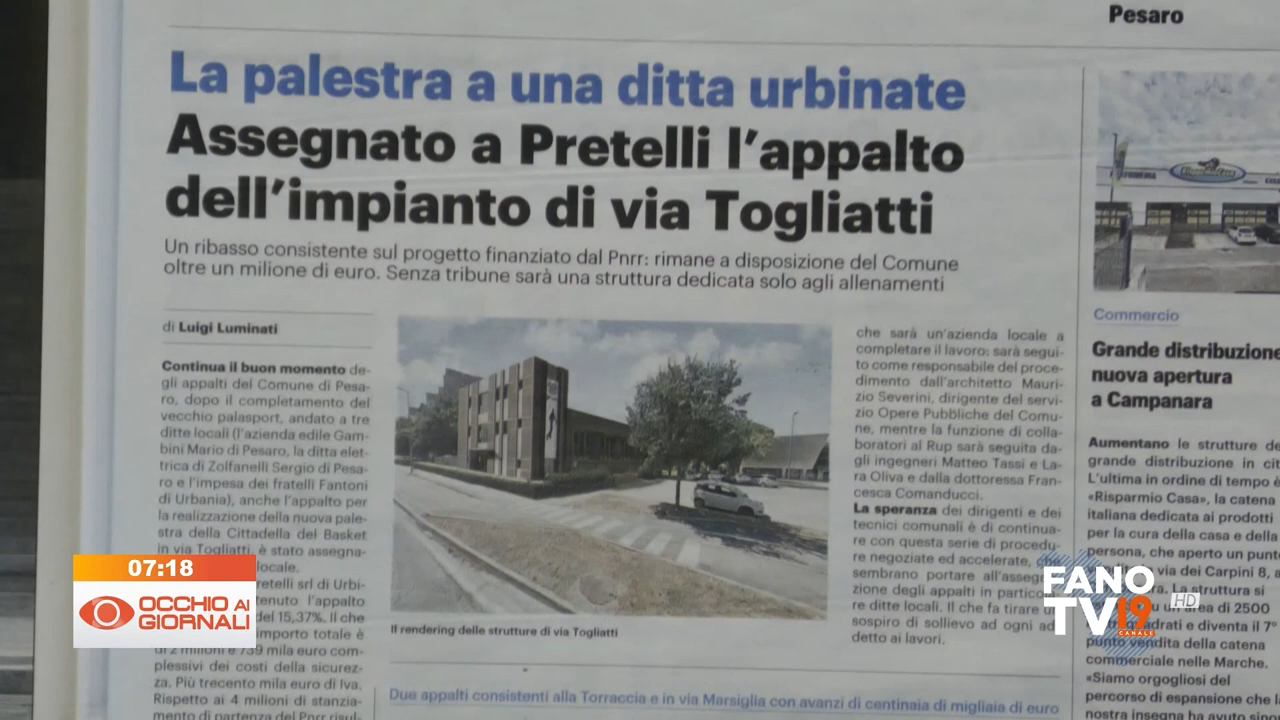 Pesaro
La palestra a una ditta urbinate
Assegnato a Pretelli l'appalto
dell'impianto di via Togliatti
Un ribasso consistente sul progetto finanziato dal Pnrr: rimane a disposizione del Comune
oltre un milione di euro. Senza tribune sarà una struttura dedicata solo agli allenamenti
di Luigi Luminati
Continua il buon momento de-
gli appalti del Comune di Pesa-
ro, dopo il completamento del
vecchio palasport, andato a tre
ditte locali (l'azienda edile Gam-
bini Mario di Pesaro, la ditta elet-
trica di Zolfanelli Sergio di Pesa-
ro e l'impesa dei fratelli Fantoni
di Urbania), anche l'appalto per
la realizzazione della nuova pale-
stra della Cittadella del Basket
in via Togliatti, è stato assegna-
locale.
retelli srl di Urbi-
tenuto l'appalto
del 15,37%. Il che
importo totale è
di 2 milioni e 739 mila euro com-
plessivi dei costi della sicurez-
za. Più trecento mila euro di Iva.
Rispetto ai 4 milioni di stanzia-
mento di partenza del Pnrr risul-
Il rendering delle strutture di via Togliatti
che sarà un'azienda locale a
completare il lavoro: sarà segui-
to come responsabile del proce-
dimento dall'architetto Mauri-
zio Severini, dirigente del servi-
zio Opere Pubbliche del Comu-
ne, mentre la funzione di colla-
boratori al Rup sarà seguita da-
gli ingegneri Matteo Tassi e La-
ra Oliva e dalla dottoressa Fran-
cesca Comanducci.
La speranza dei dirigenti e dei
tecnici comunali è di continua-
re con questa serie di procedu-
re negoziate ed accelerate,
sembrano portare all'assegn
zione degli appalti in partico
re ditte locali. Il che fa tirare
sospiro di sollievo ad ogni
detto ai lavori.
Due appalti consistenti alla Torraccia e in via Marsiglia con avanzi di centinaia di migliaia di euro
Commercio
Grande distribuzione
nuova apertura
a Campanara
Aumentano le strutture de
grande distribuzione in cit
L'ultima in ordine di tempo è
«Risparmio Casa», la catena
italiana dedicata ai prodotti
per la cura della casa e della
persona, che aperto un punto
via dei Carpini 8, a
La struttura si
un'area di 2500
quadrati e diventa il 7°
punto vendita della catena
commerciale nelle Marche.
«Siamo orgogliosi del
percorso di espansione che l
nostra insegna ha avuto
07:18
OCCHIO AI
GIORNALI
FANO
TV 19 HD
CANALE